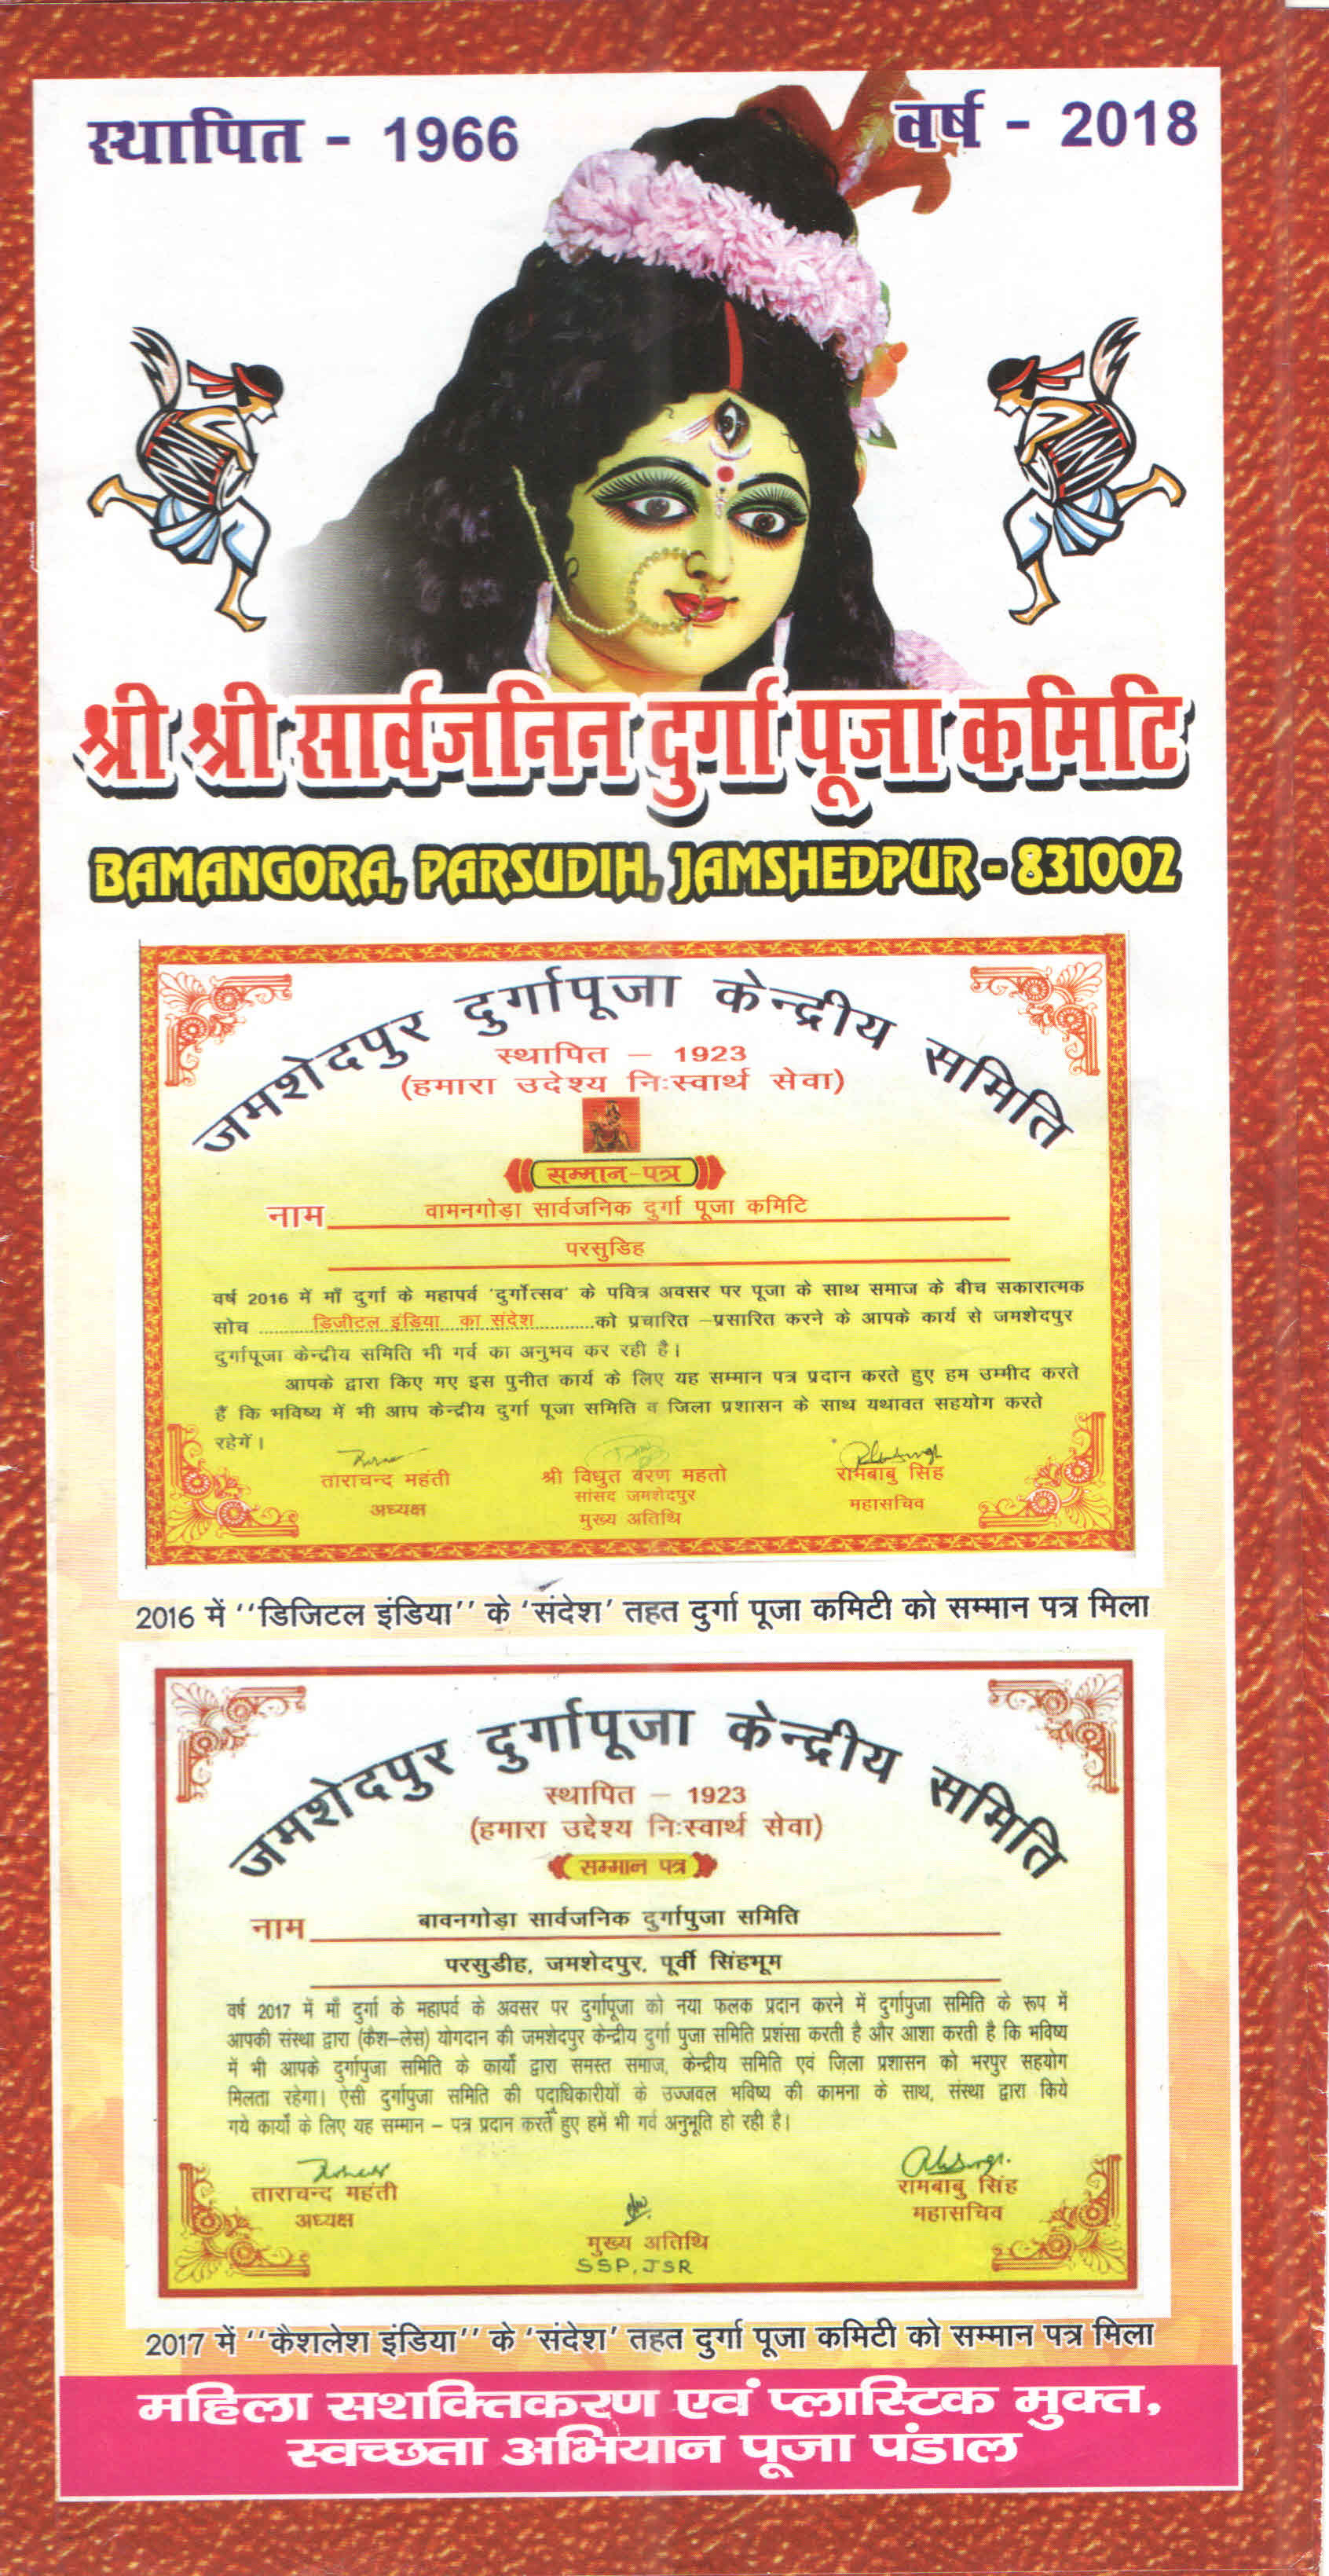 स्थापित - 1966
वर्ष - 2018
श्री श्री सार्वजनिन दुर्गा पूजा कमिटि
BAMANGORA, PARSUDIH, JAMSHEDPUR - 831002
जमशेदपुर दुर्गापूजा केन्द्रीय समिति
स्थापित – 1923
(हमारा उदेश्य निःस्वार्थ सेवा)
सम्मान-पत्र
नाम वामनगोड़ा सार्वजनिक दुर्गा पूजा कमिटि
परसुडिह
वर्ष 2016 में माँ दुर्गा के महापर्व 'दुर्गोत्सव' के पवित्र अवसर पर पूजा के साथ समाज के बीच सकारात्मक
सोच ..........डिजीटल इंडिया का संदेश..........को प्रचारित –प्रसारित करने के आपके कार्य से जमशेदपुर
दुर्गापूजा केन्द्रीय समिति भी गर्व का अनुभव कर रही है।
आपके द्वारा किए गए इस पुनीत कार्य के लिए यह सम्मान पत्र प्रदान करते हुए हम उम्मीद करते
हैं कि भविष्य में भी आप केन्द्रीय दुर्गा पूजा समिति व जिला प्रशासन के साथ यथावत सहयोग करते
रहेगें।
ताराचन्द महंती
श्री विधुत वरण महतो
रामबाबु सिंह
अध्यक्ष
सांसद जमशेदपुर
महासचिव
मुख्य अतिथि
2016 में ''डिजिटल इंडिया'' के 'संदेश' तहत दुर्गा पूजा कमिटी को सम्मान पत्र मिला
जमशेदपुर दुर्गापूजा केन्द्रीय समिति
स्थापित – 1923
(हमारा उद्देश्य निःस्वार्थ सेवा)
सम्मान पत्र
नाम बावनगोड़ा सार्वजनिक दुर्गापुजा समिति
परसुडीह, जमशेदपुर, पूर्वी सिंहभूम
वर्ष 2017 में माँ दुर्गा के महापर्व के अवसर पर दुर्गापूजा को नया फलक प्रदान करने में दुर्गापुजा समिति के रूप में
आपकी संस्था द्वारा (कैश–लेस) योगदान की जमशेदपुर केन्द्रीय दुर्गा पुजा समिति प्रशंसा करती है और आशा करती है कि भविष्य
में भी आपके दुर्गापुजा समिति के कार्यो द्वारा समस्त समाज, केन्द्रीय समिति एवं जिला प्रशासन को भरपुर सहयोग
मिलता रहेगा। ऐसी दुर्गापुजा समिति की पदाधिकारीयों के उज्जवल भविष्य की कामना के साथ, संस्था द्वारा किये
गये कार्यो के लिए यह सम्मान – पत्र प्रदान करतें हुए हमें भी गर्व अनुभूति हो रही है।
ताराचन्द महंती
रामबाबु सिंह
अध्यक्ष
महासचिव
मुख्य अतिथि
SSP, JSR
2017 में ''कैशलेश इंडिया'' के 'संदेश' तहत दुर्गा पूजा कमिटी को सम्मान पत्र मिला
महिला सशक्तिकरण एवं प्लास्टिक मुक्त,
स्वच्छता अभियान पूजा पंडाल